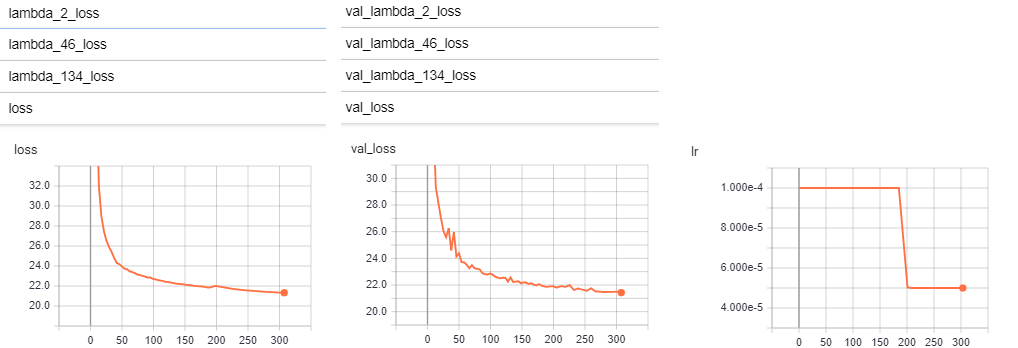 lambda_2_loss
lambda_46_loss
lambda_134_loss
loss
loss
32.0
30.0
28.0
26.0
24.0
22.0
20.0
0 50 100 150 200 250 300
val_lambda_2_loss
val_lambda_46_loss
val_lambda_134_loss
val_loss
val_loss
30.0
28.0
26.0
24.0
22.0
20.0
0 50 100 150 200 250 300
lr
1.000e-4
8.000e-5
6.000e-5
4.000e-5
0 50 100 150 200 250 300